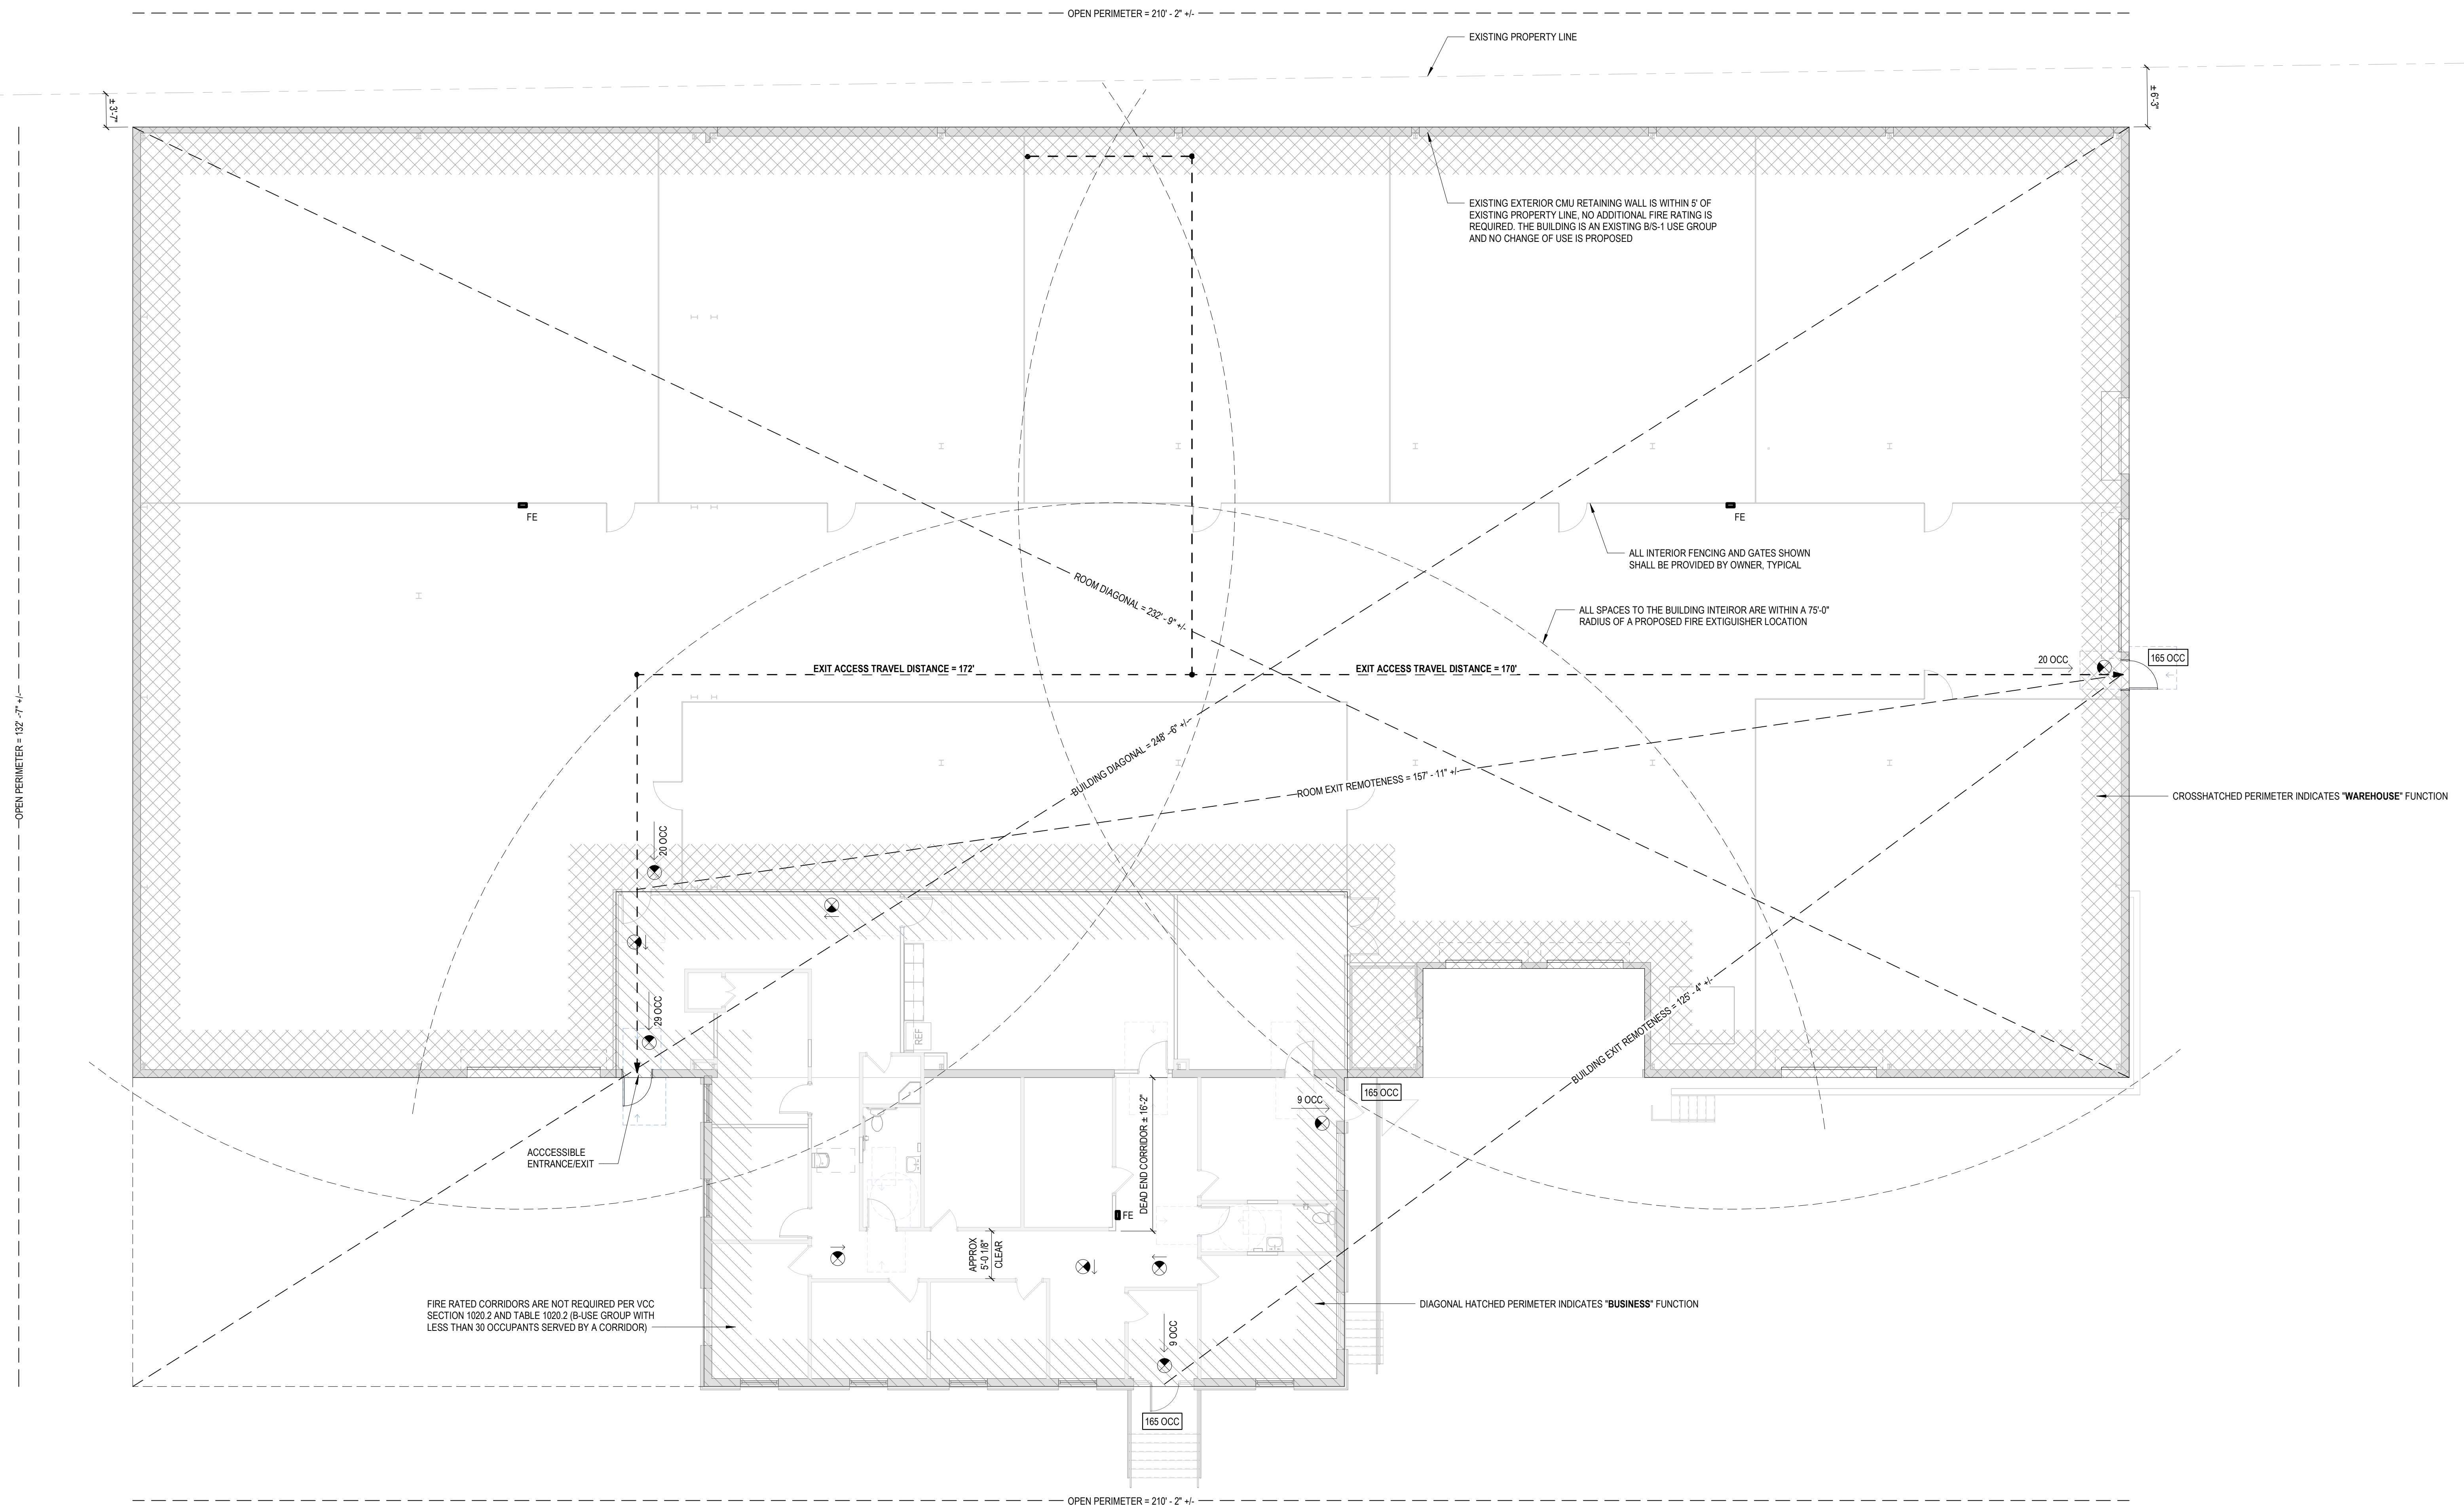 OPEN PERIMETER = 210' - 2" +/-
EXISTING PROPERTY LINE
± 3'-7"
± 6'-3"
EXISTING EXTERIOR CMU RETAINING WALL IS WITHIN 5' OF
EXISTING PROPERTY LINE, NO ADDITIONAL FIRE RATING IS
REQUIRED. THE BUILDING IS AN EXISTING B/S-1 USE GROUP
AND NO CHANGE OF USE IS PROPOSED
FE
FE
ALL INTERIOR FENCING AND GATES SHOWN
SHALL BE PROVIDED BY OWNER, TYPICAL
ROOM DIAGONAL = 232' - 9" +/-
ALL SPACES TO THE BUILDING INTEIROR ARE WITHIN A 75'-0"
RADIUS OF A PROPOSED FIRE EXTIGUISHER LOCATION
EXIT ACCESS TRAVEL DISTANCE = 172'
EXIT ACCESS TRAVEL DISTANCE = 170'
20 OCC
165 OCC
OPEN PERIMETER = 132' - 7" +/-
BUILDING DIAGONAL = 248' - 6" +/-
ROOM EXIT REMOTENESS = 157' - 11" +/-
CROSSHATCHED PERIMETER INDICATES "WAREHOUSE" FUNCTION
20 OCC
29 OCC
REF
BUILDING EXIT REMOTENESS = 125' - 4" +/-
165 OCC
9 OCC
DEAD END CORRIDOR ± 16'-2"
ACCCESSIBLE
ENTRANCE/EXIT
FE
APPROX
5'-0 1/8"
CLEAR
FIRE RATED CORRIDORS ARE NOT REQUIRED PER VCC
SECTION 1020.2 AND TABLE 1020.2 (B-USE GROUP WITH
LESS THAN 30 OCCUPANTS SERVED BY A CORRIDOR)
DIAGONAL HATCHED PERIMETER INDICATES "BUSINESS" FUNCTION
9 OCC
165 OCC
OPEN PERIMETER = 210' - 2" +/-